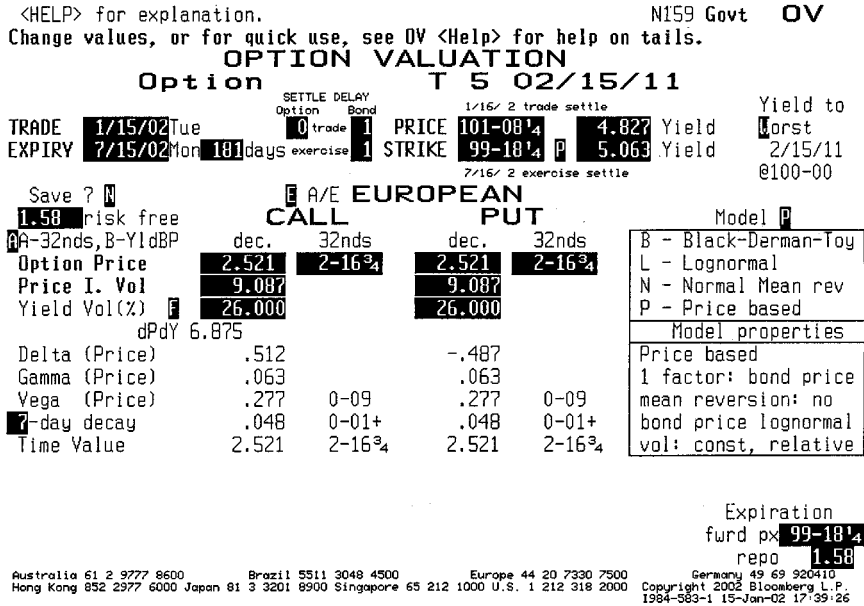 <HELP> for explanation. N159 Govt OV
Change values, or for quick use, see OV <Help> for help on tails.
OPTION VALUATION
Option T 5 02/15/11
SETTLE DELAY
Option Bond
1/16/ 2 trade settle
Yield to
TRADE 1/15/02 Tue 0 trade 1 PRICE 101-08¼ 4.827 Yield Worst
EXPIRY 7/15/02 Mon 181 days exercise 1 STRIKE 99-18¼ P 5.063 Yield 2/15/11
7/16/ 2 exercise settle @100-00
Save ? N E A/E EUROPEAN
1.58 risk free CALL PUT Model P
A A-32nds,B-YldBP dec. 32nds dec. 32nds B - Black-Derman-Toy
Option Price 2.521 2-16¾ 2.521 2-16¾ L - Lognormal
Price I. Vol 9.087 9.087 N - Normal Mean rev
Yield Vol(%) F 26.000 26.000 P - Price based
dPdY 6.875 Model properties
Delta (Price) .512 -.487 Price based
Gamma (Price) .063 .063 1 factor: bond price
Vega (Price) .277 0-09 .277 0-09 mean reversion: no
7-day decay .048 0-01+ .048 0-01+ bond price lognormal
Time Value 2.521 2-16¾ 2.521 2-16¾ vol: const, relative
Expiration
furd px 99-18¼
repo 1.58
Australia 61 2 9777 8600 Brazil 5511 3048 4500 Europe 44 20 7330 7500 Germany 49 69 920410
Hong Kong 852 2977 6000 Japan 81 3 3201 8900 Singapore 65 212 1000 U.S. 1 212 318 2000 Copyright 2002 Bloomberg L.P.
1984-583-1 15-Jan-02 17:39:26